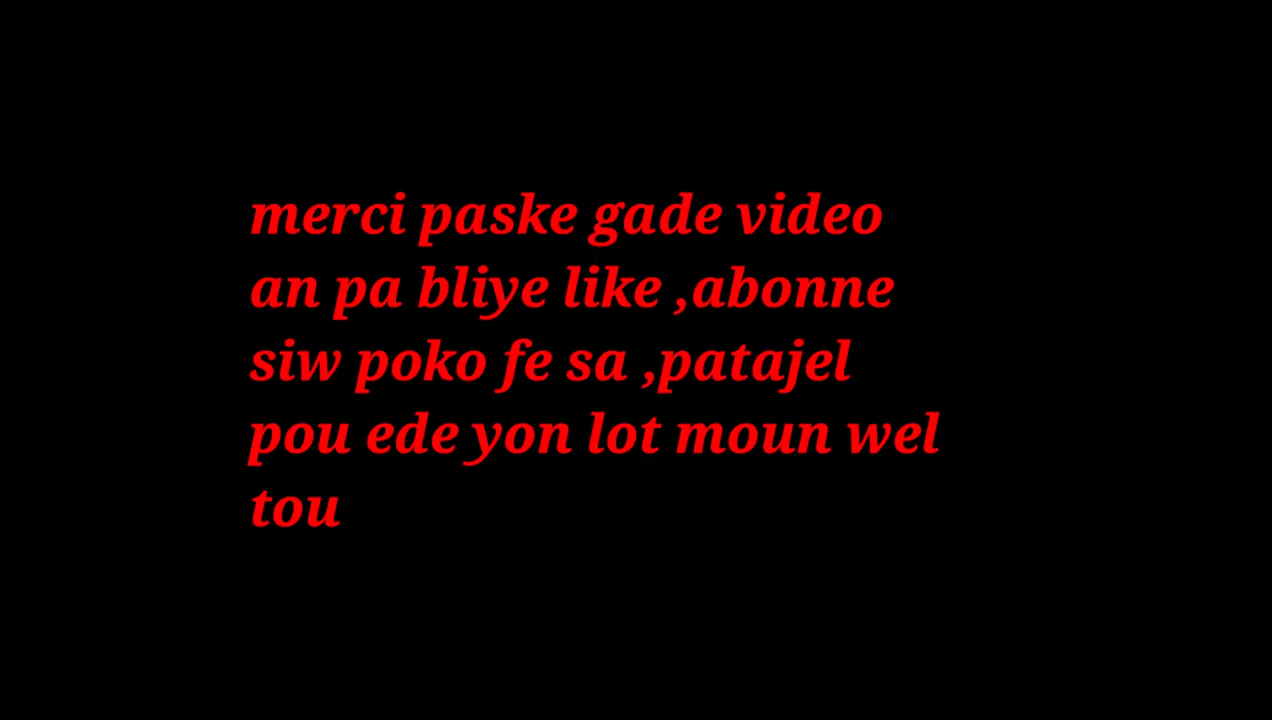 merci paske gade video
an pa bliye like ,abonne
siw poko fe sa ,patajel
pou ede yon lot moun wel
tou